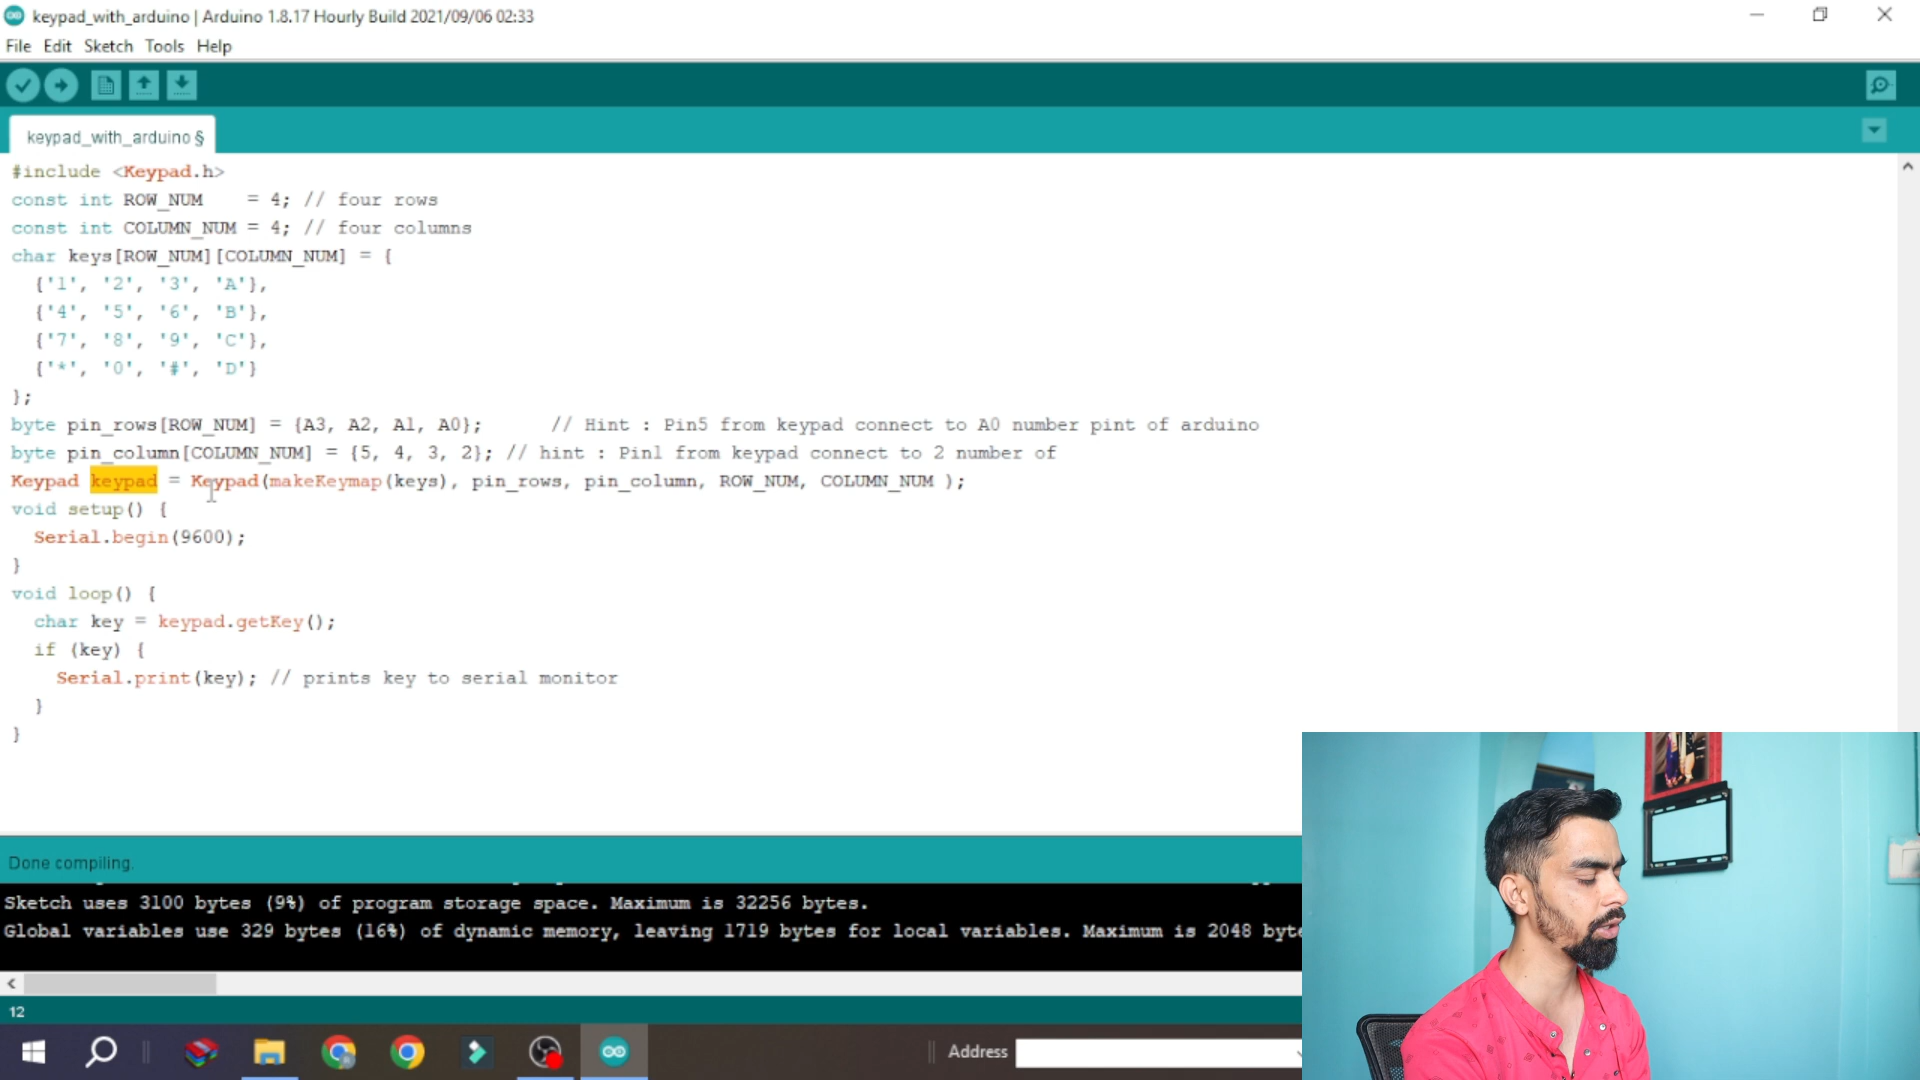 keypad_with_arduino | Arduino 1.8.17 Hourly Build 2021/09/06 02:33
File Edit Sketch Tools Help
keypad_with_arduino §
#include <Keypad.h>
const int ROW_NUM    = 4; // four rows
const int COLUMN_NUM = 4; // four columns
char keys[ROW_NUM][COLUMN_NUM] = {
  {'1', '2', '3', 'A'},
  {'4', '5', '6', 'B'},
  {'7', '8', '9', 'C'},
  {'*', '0', '#', 'D'}
};
byte pin_rows[ROW_NUM] = {A3, A2, A1, A0};      // Hint : Pin5 from keypad connect to A0 number pint of arduino
byte pin_column[COLUMN_NUM] = {5, 4, 3, 2}; // hint : Pin1 from keypad connect to 2 number of
Keypad keypad = Keypad(makeKeymap(keys), pin_rows, pin_column, ROW_NUM, COLUMN_NUM );
void setup() {
  Serial.begin(9600);
}
void loop() {
  char key = keypad.getKey();
  if (key) {
    Serial.print(key); // prints key to serial monitor
  }
}
Done compiling.
Sketch uses 3100 bytes (9%) of program storage space. Maximum is 32256 bytes.
Global variables use 329 bytes (16%) of dynamic memory, leaving 1719 bytes for local variables. Maximum is 2048 byte
12
Address